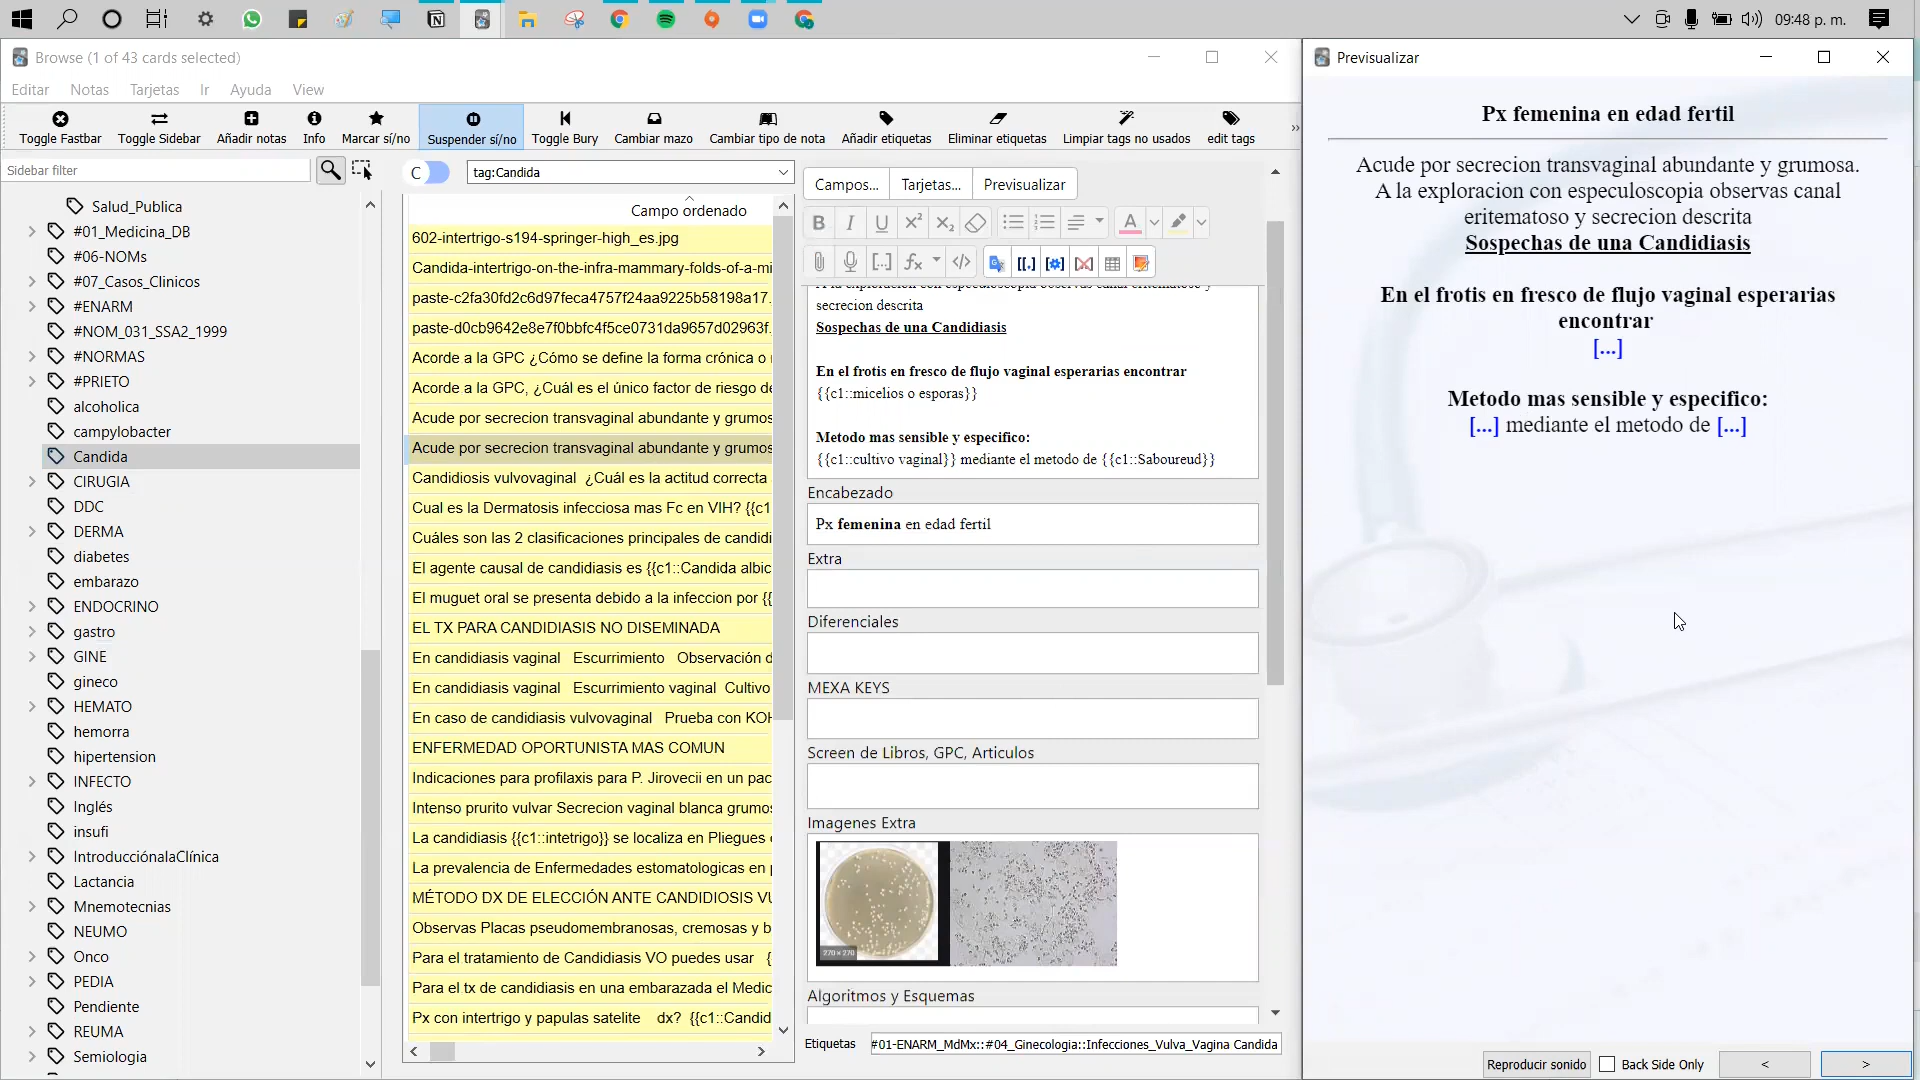 09:48 p. m.
Browse (1 of 43 cards selected)
Editar Notas Tarjetas Ir Ayuda View
Toggle Fastbar Toggle Sidebar Añadir notas Info Marcar sí/no Suspender sí/no Toggle Bury Cambiar mazo Cambiar tipo de nota Añadir etiquetas Eliminar etiquetas Limpiar tags no usados edit tags
Sidebar filter
Salud_Publica
#01_Medicina_DB
#06-NOMs
#07_Casos_Clinicos
#ENARM
#NOM_031_SSA2_1999
#NORMAS
#PRIETO
alcoholica
campylobacter
Candida
CIRUGIA
DDC
DERMA
diabetes
embarazo
ENDOCRINO
gastro
GINE
gineco
HEMATO
hemorra
hipertension
INFECTO
Inglés
insufi
IntrocucciónalaClínica
Lactancia
Mnemotecnias
NEUMO
Onco
PEDIA
Pendiente
REUMA
Semiologia
C tag:Candida
Campo ordenado
602-intertrigo-s194-springer-high_es.jpg
Candida-intertrigo-on-the-infra-mammary-folds-of-a-mi
paste-c2fa30fd2c6d97feca4757f24aa9225b58198a17.
paste-d0cb9642e8e7f0bbfc4f5ce0731da9657d02963f.
Acorde a la GPC ¿Cómo se define la forma crónica o
Acorde a la GPC, ¿Cuál es el único factor de riesgo de
Acude por secrecion transvaginal abundante y grumos
Acude por secrecion transvaginal abundante y grumos
Candidiosis vulvovaginal ¿Cuál es la actitud correcta
Cual es la Dermatosis infecciosa mas Fc en VIH? {{c1
Cuáles son las 2 clasificaciones principales de candidi
El agente causal de candidiasis es {{c1::Candida albic
El muguet oral se presenta debido a la infeccion por {{
EL TX PARA CANDIDIASIS NO DISEMINADA
En candidiasis vaginal Escurrimiento Observación d
En candidiasis vaginal Escurrimiento vaginal Cultivo
En caso de candidiasis vulvovaginal Prueba con KOH
ENFERMEDAD OPORTUNISTA MAS COMUN
Indicaciones para profilaxis para P. Jirovecii en un pac
Intenso prurito vulvar Secrecion vaginal blanca grumos
La candidiasis {{c1::intetrigo}} se localiza en Pliegues
La prevalencia de Enfermedades estomatologicas en
MÉTODO DX DE ELECCIÓN ANTE CANDIDIOSIS VU
Observas Placas pseudomembranosas, cremosas y b
Para el tratamiento de Candidiasis VO puedes usar {
Para el tx de candidiasis en una embarazada el Medic
Px con intertrigo y papulas satelite dx? {{c1::Candid
Campos... Tarjetas... Previsualizar
A la exploracion con especuloscopia observas canal eritematoso y
secrecion descrita
Sospechas de una Candidiasis
En el frotis en fresco de flujo vaginal esperarias encontrar
{{c1::micelios o esporas}}
Metodo mas sensible y especifico:
{{c1::cultivo vaginal}} mediante el metodo de {{c1::Saboureud}}
Encabezado
Px femenina en edad fertil
Extra
Diferenciales
MEXA KEYS
Screen de Libros, GPC, Articulos
Imagenes Extra
270 × 270
Algoritmos y Esquemas
Etiquetas #01-ENARM_MdMx::#04_Ginecologia::Infecciones_Vulva_Vagina Candida
Previsualizar
Px femenina en edad fertil
Acude por secrecion transvaginal abundante y grumosa.
A la exploracion con especuloscopia observas canal
eritematoso y secrecion descrita
Sospechas de una Candidiasis
En el frotis en fresco de flujo vaginal esperarias
encontrar
[...]
Metodo mas sensible y especifico:
[...] mediante el metodo de [...]
Reproducir sonido Back Side Only < >